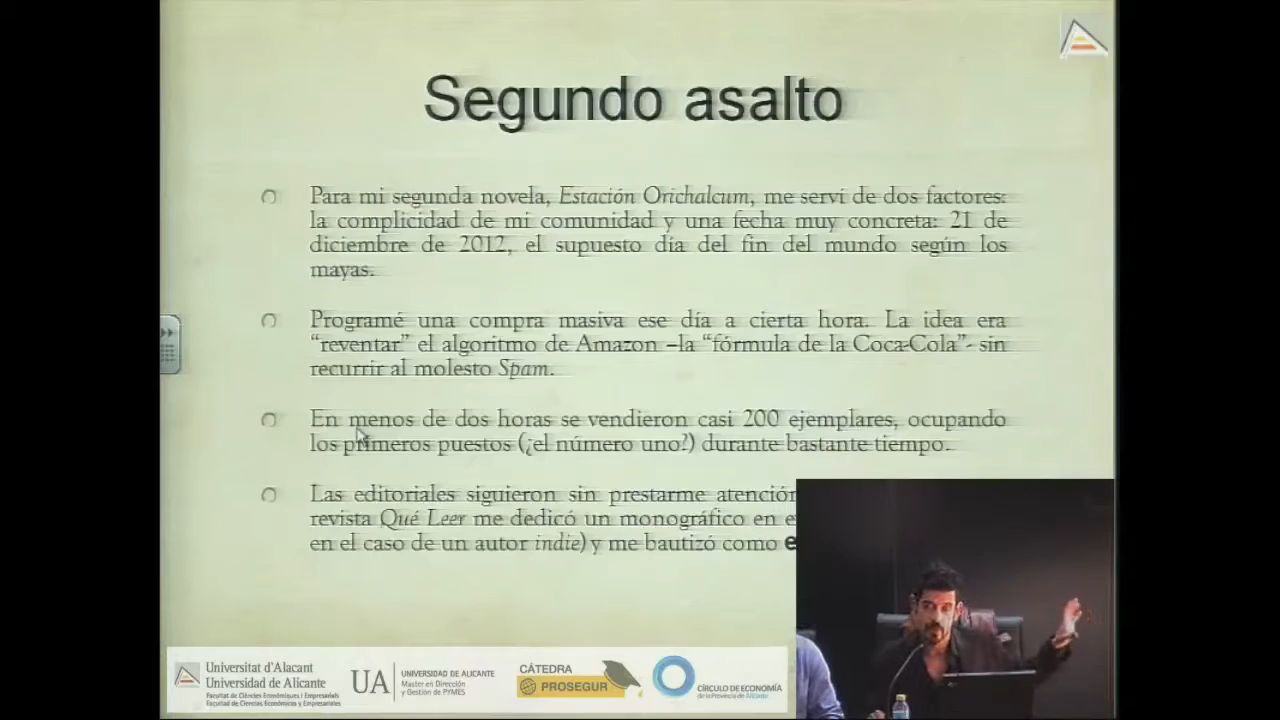 Segundo asalto
Para mi segunda novela, Estación Orichalcum, me serví de dos factores:
la complicidad de mi comunidad y una fecha muy concreta: 21 de
diciembre de 2012, el supuesto día del fin del mundo según los
mayas.
Programé una compra masiva ese día a cierta hora. La idea era
“reventar” el algoritmo de Amazon –la “fórmula de la Coca-Cola”- sin
recurrir al molesto Spam.
En menos de dos horas se vendieron casi 200 ejemplares, ocupando
los primeros puestos (¿el número uno?) durante bastante tiempo.
Las editoriales siguieron sin prestarme atención
revista Qué Leer me dedicó un monográfico en
en el caso de un autor indie) y me bautizó como
Universitat d'Alacant
Universidad de Alicante
Facultat de Ciències Econòmiques i Empresarials
Facultad de Ciencias Económicas y Empresariales
UA
UNIVERSIDAD DE ALICANTE
Master en Dirección
y Gestión de PYMES
CÁTEDRA
PROSEGUR
CÍRCULO DE ECONOMÍA
de la Provincia de Alicante